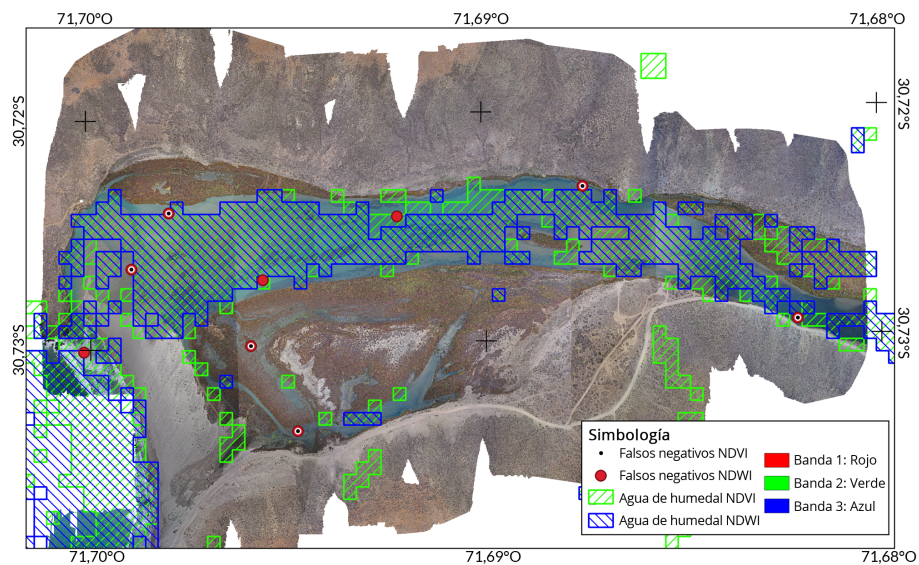 71,70°O 71,69°O 71,68°O
30,72°S 30,72°S
30,73°S 30,73°S
Simbología
Falsos negativos NDVI
Falsos negativos NDWI
Agua de humedal NDVI
Agua de humedal NDWI
Banda 1: Rojo
Banda 2: Verde
Banda 3: Azul
71,70°O 71,69°O 71,68°O